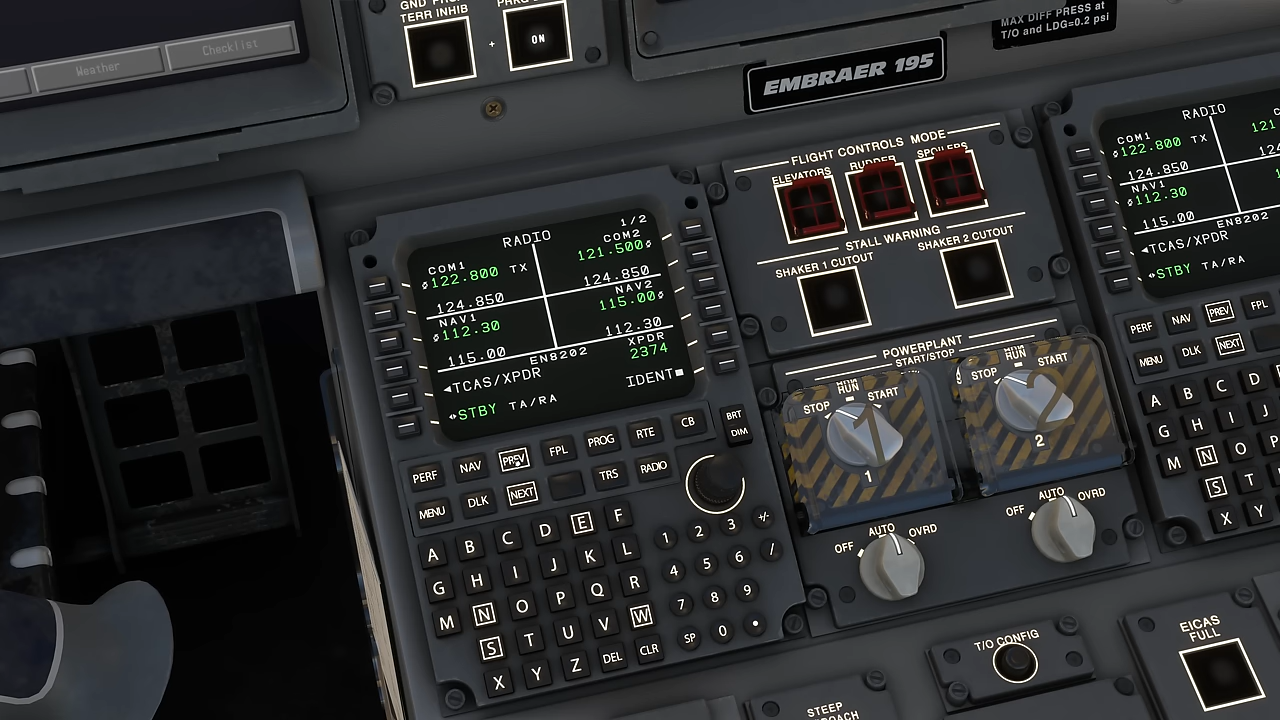 Weather
Checklist
TERR INHIB
ON
MAX DIFF PRESS at
T/O and LDG=0.2 psi
EMBRAER 195
RADIO 1/2
COM1 COM2
122.800 TX 121.500
124.850 124.850
NAV1 NAV2
112.30 115.00
115.00 112.30
EN8202 XPDR
TCAS/XPDR 2374
STBY TA/RA IDENT
PERF NAV PREV FPL PROG RTE CB BRT
DIM
MENU DLK NEXT TRS RADIO
A B C D E F 1 2 3 +/-
G H I J K L 4 5 6 /
M N O P Q R 7 8 9
S T U V W SP 0 •
X Y Z DEL CLR
FLIGHT CONTROLS MODE
ELEVATORS RUDDER SPOILERS
STALL WARNING
SHAKER 1 CUTOUT SHAKER 2 CUTOUT
POWERPLANT
START/STOP
STOP RUN START STOP RUN START
1 2
1 2
OFF AUTO OVRD OFF AUTO OVRD
T/O CONFIG
EICAS
FULL
STEEP
RADIO
COM1
122.800 TX
124.850
NAV1
112.30
115.00
EN8202
TCAS/XPDR
STBY TA/RA
PERF NAV PREV FPL
MENU DLK NEXT
A B C D
G H I J
M N O
S T
X Y